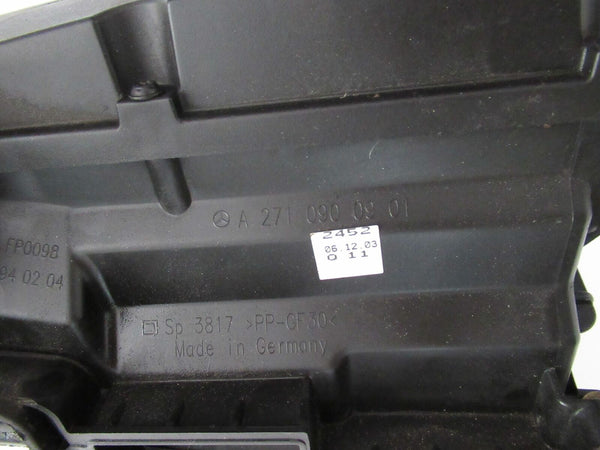 A 271 090 09 01
2452
06.12.03
0 11
FP0098
94 02 04
Sp 3817 >PP-GF30<
Made in Germany